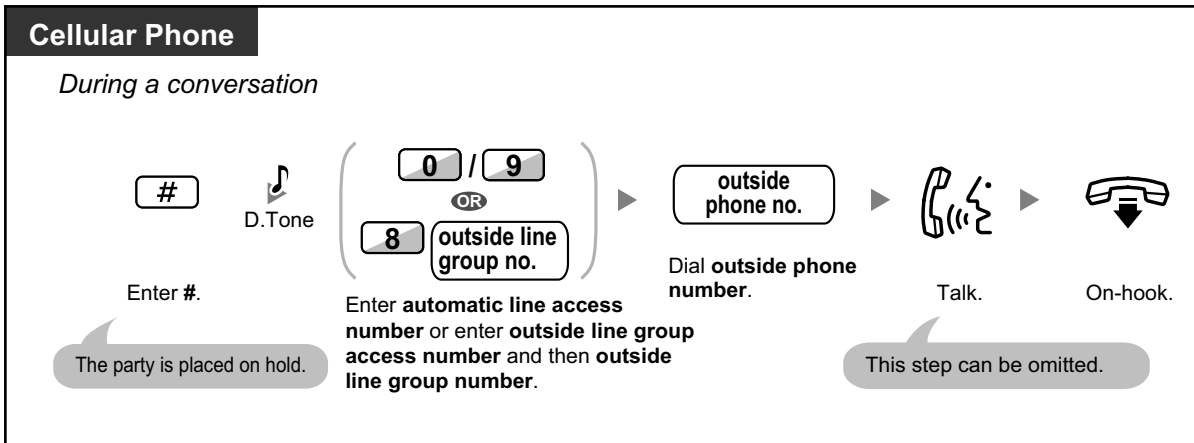 Cellular Phone
During a conversation
#
D.Tone
0 / 9
OR
8 outside line
group no.
outside
phone no.
Enter #.
The party is placed on hold.
Enter automatic line access
number or enter outside line group
access number and then outside
line group number.
Dial outside phone
number.
Talk.
This step can be omitted.
On-hook.